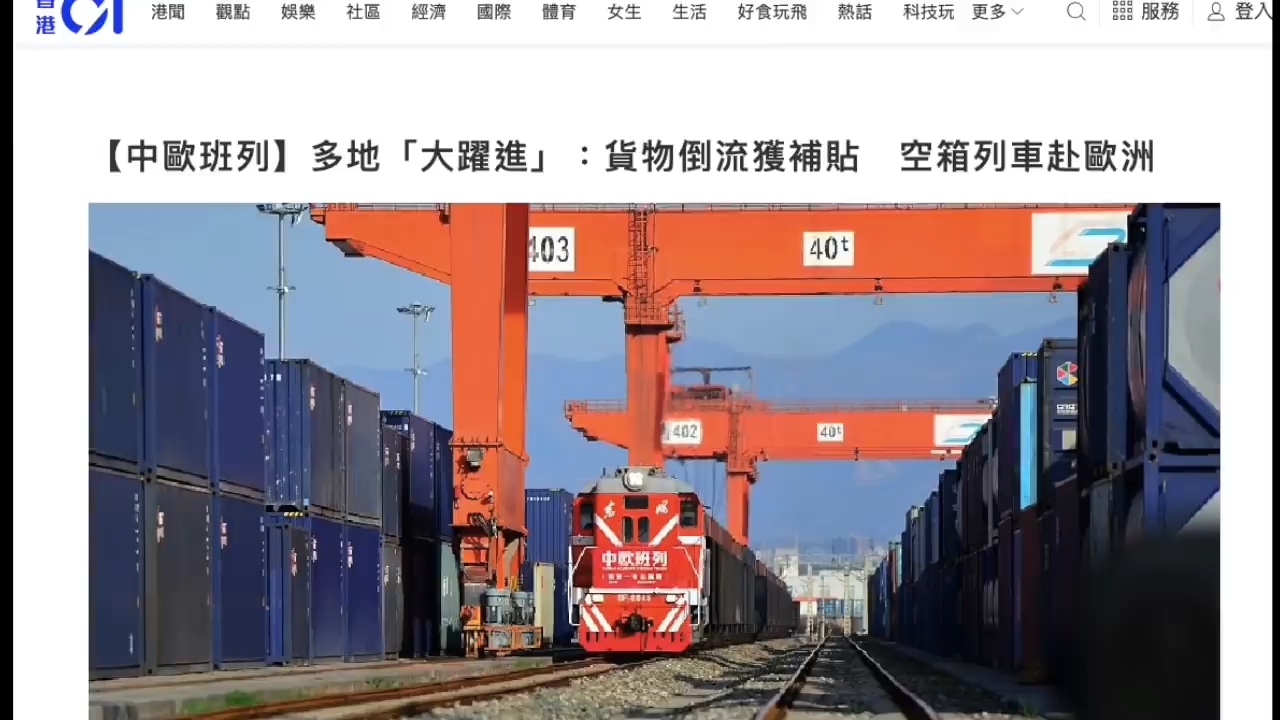 香港01
港聞 觀點 娛樂 社區 經濟 國際 體育 女生 生活 好食玩飛 熱話 科技玩 更多 服務 登入
【中歐班列】多地「大躍進」：貨物倒流獲補貼 空箱列車赴歐洲
403
40t
402
40t
东风
中歐班列